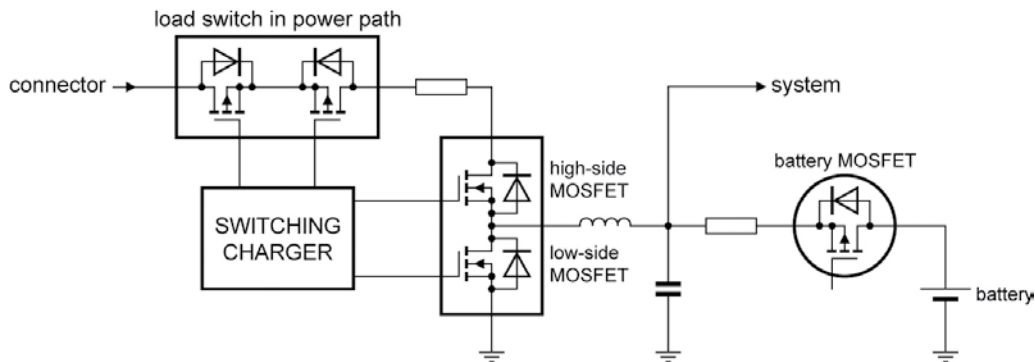 load switch in power path
connector
system
battery MOSFET
high-side
MOSFET
SWITCHING
CHARGER
low-side
MOSFET
battery